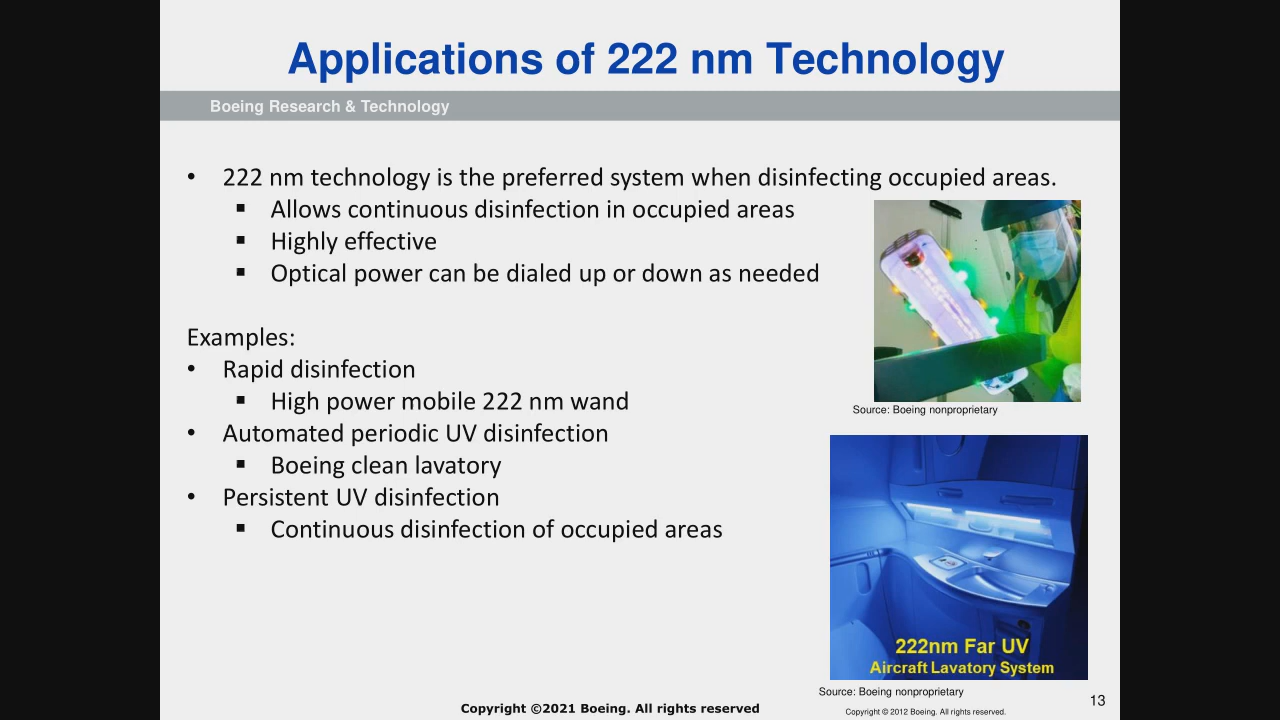 Applications of 222 nm Technology
Boeing Research & Technology
• 222 nm technology is the preferred system when disinfecting occupied areas.
▪ Allows continuous disinfection in occupied areas
▪ Highly effective
▪ Optical power can be dialed up or down as needed
Examples:
• Rapid disinfection
▪ High power mobile 222 nm wand
• Automated periodic UV disinfection
▪ Boeing clean lavatory
• Persistent UV disinfection
▪ Continuous disinfection of occupied areas
Source: Boeing nonproprietary
222nm Far UV
Aircraft Lavatory System
Source: Boeing nonproprietary
Copyright ©2021 Boeing. All rights reserved
Copyright © 2012 Boeing. All rights reserved.
13